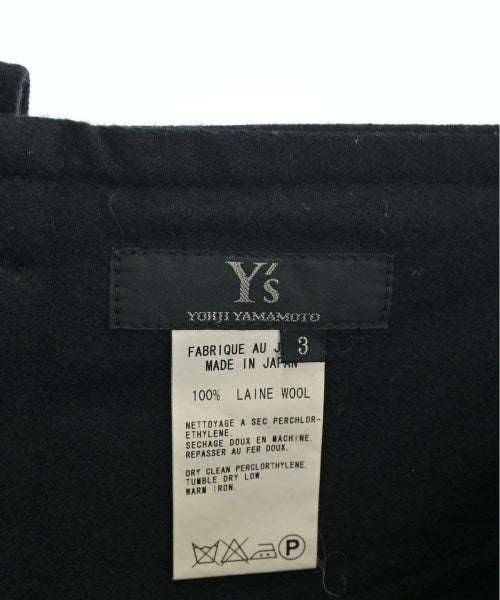 Y's
YOHJI YAMAMOTO
3
FABRIQUE AU
MADE IN JAPAN
100% LAINE WOOL
NETTOYAGE A SEC PERCHLOR-
ETHYLENE.
SECHAGE DOUX EN MACHINE.
REPASSER AU FER DOUX.
DRY CLEAN PERCLORTHYLENE.
TUMBLE DRY LOW.
WARM IRON.
P